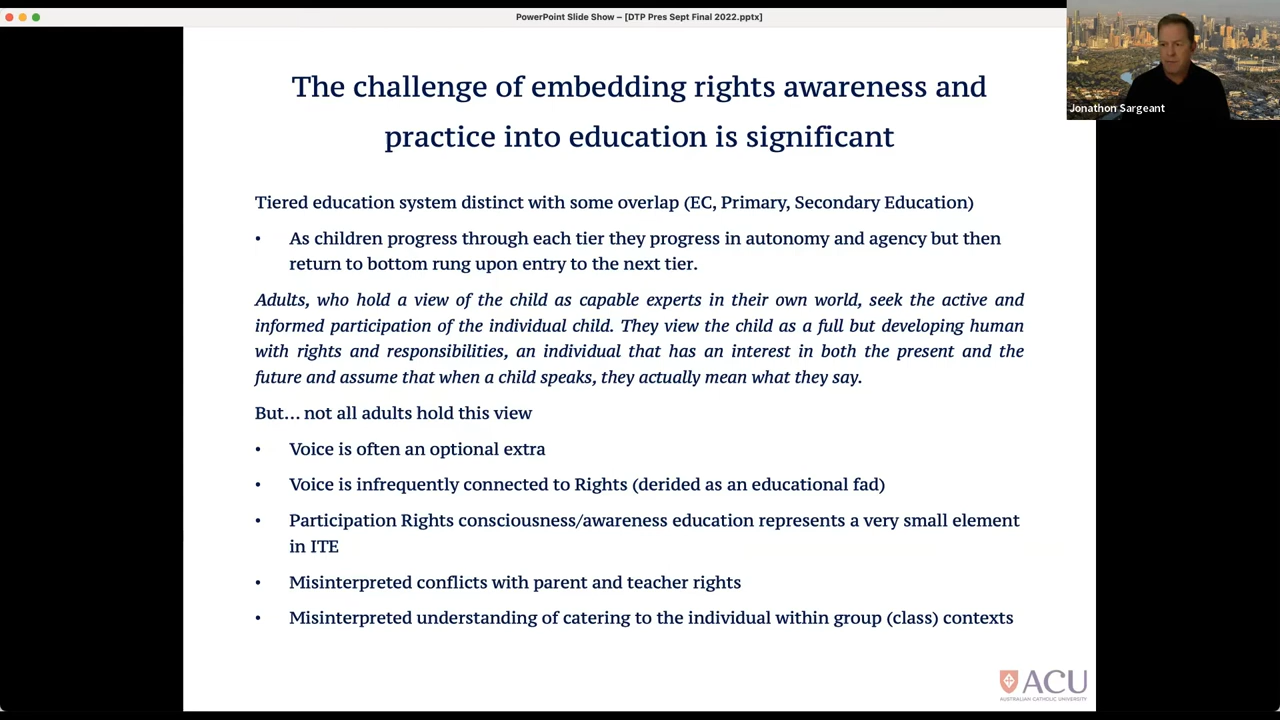 PowerPoint Slide Show – [DTP Pres Sept Final 2022.pptx]
Jonathon Sargeant
The challenge of embedding rights awareness and
practice into education is significant
Tiered education system distinct with some overlap (EC, Primary, Secondary Education)
• As children progress through each tier they progress in autonomy and agency but then
return to bottom rung upon entry to the next tier.
Adults, who hold a view of the child as capable experts in their own world, seek the active and
informed participation of the individual child. They view the child as a full but developing human
with rights and responsibilities, an individual that has an interest in both the present and the
future and assume that when a child speaks, they actually mean what they say.
But… not all adults hold this view
• Voice is often an optional extra
• Voice is infrequently connected to Rights (derided as an educational fad)
• Participation Rights consciousness/awareness education represents a very small element
in ITE
• Misinterpreted conflicts with parent and teacher rights
• Misinterpreted understanding of catering to the individual within group (class) contexts
ACU
AUSTRALIAN CATHOLIC UNIVERSITY